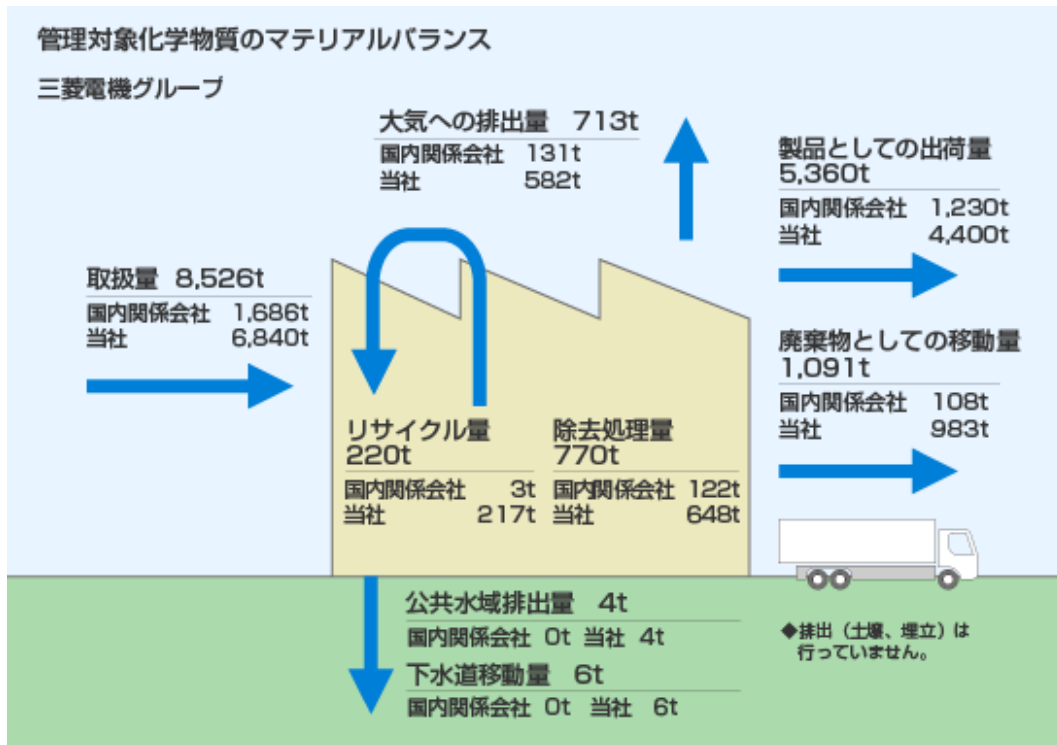 管理対象化学物質のマテリアルバランス
三菱電機グループ
大気への排出量 713t
国内関係会社 131t
当社 582t
製品としての出荷量
5,360t
国内関係会社 1,230t
当社 4,400t
取扱量 8,526t
国内関係会社 1,686t
当社 6,840t
廃棄物としての移動量
1,091t
国内関係会社 108t
当社 983t
リサイクル量
220t
国内関係会社 3t
当社 217t
除去処理量
770t
国内関係会社 122t
当社 648t
公共水域排出量 4t
国内関係会社 0t 当社 4t
下水道移動量 6t
国内関係会社 0t 当社 6t
◆排出（土壌、埋立）は
行っていません。